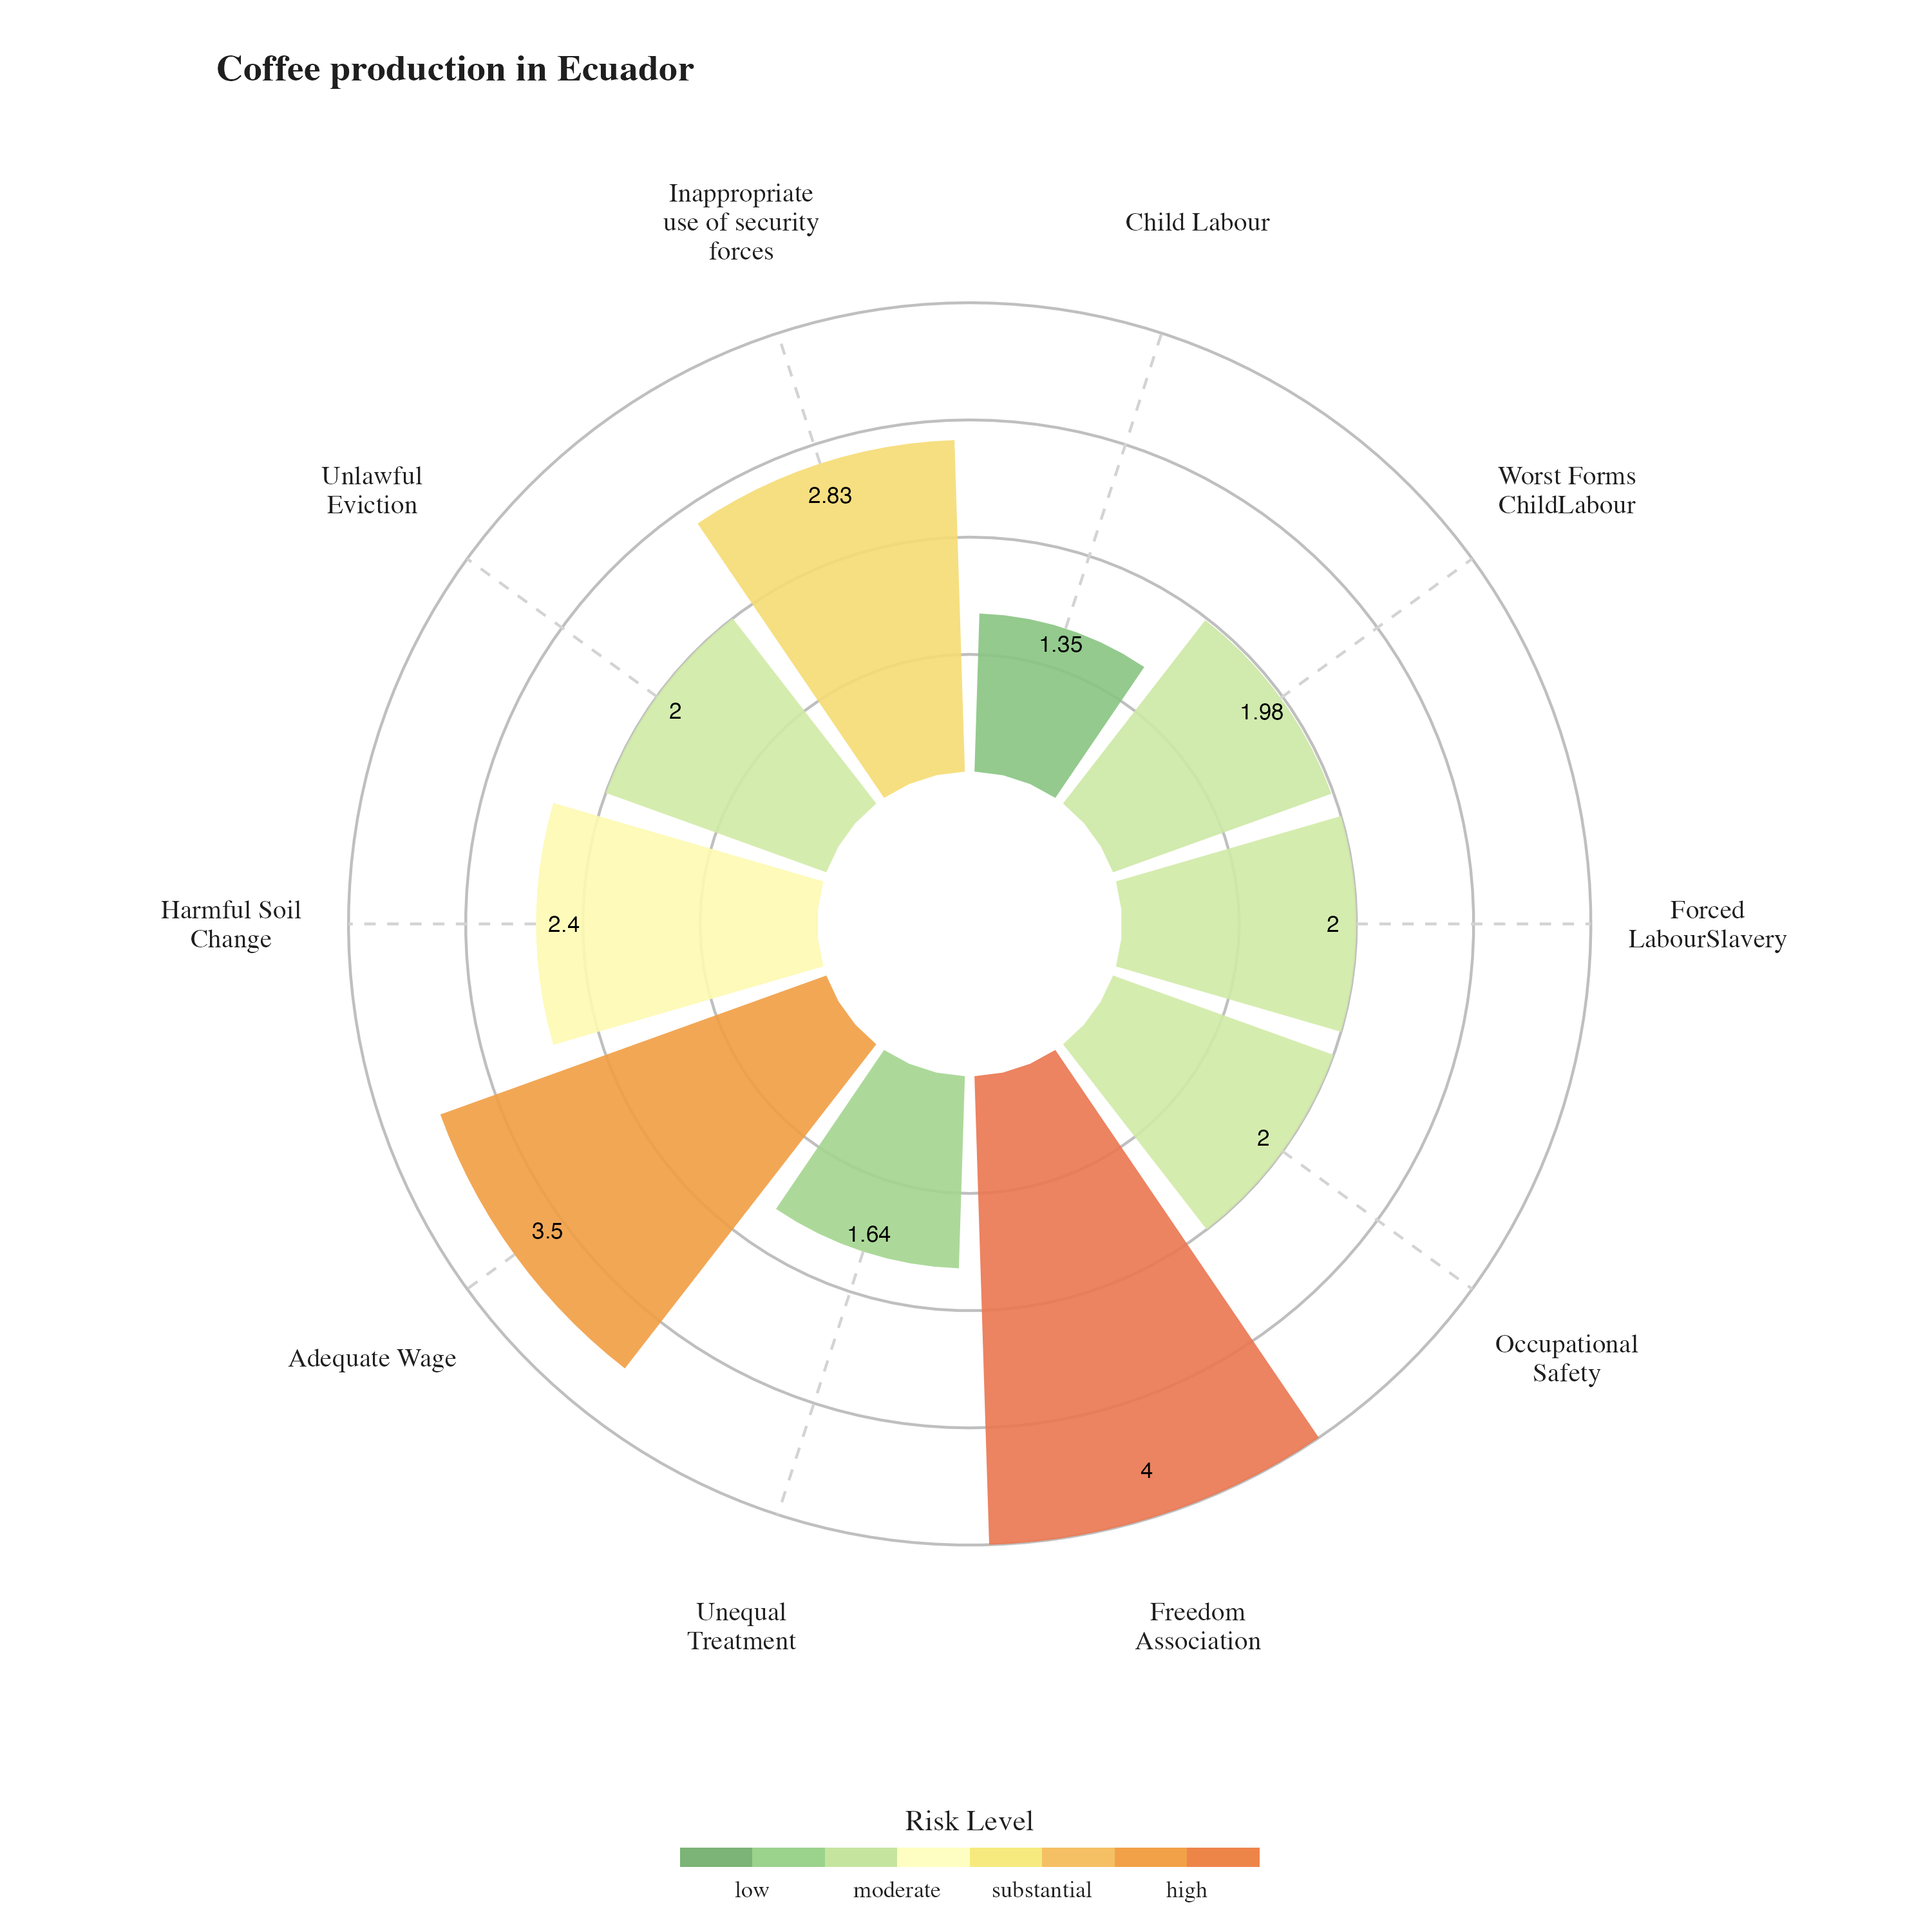 Coffee production in Ecuador
Inappropriate
use of security
forces
Child Labour
Unlawful
Eviction
Worst Forms
ChildLabour
2.83
1.35
2
1.98
Harmful Soil
Change
2.4
2
Forced
LabourSlavery
2
3.5
1.64
Adequate Wage
Occupational
Safety
4
Unequal
Treatment
Freedom
Association
Risk Level
low moderate substantial high